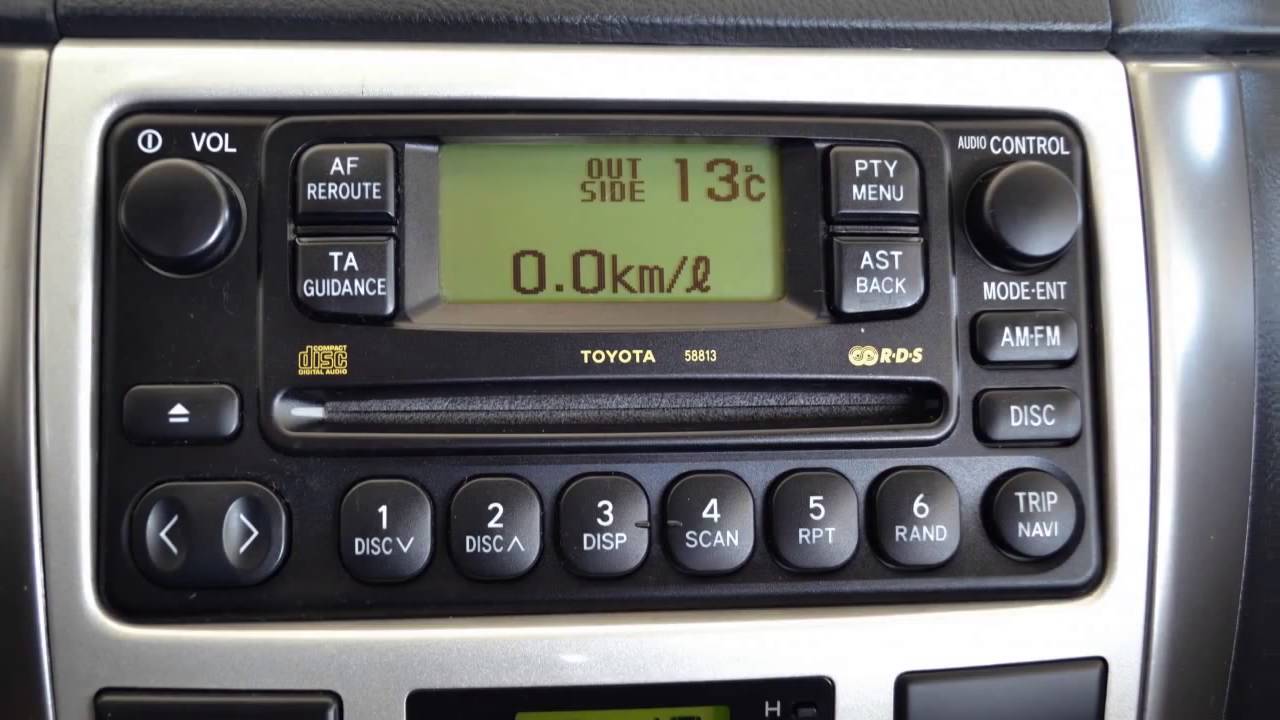 VOL
AF
REROUTE
TA
GUIDANCE
OUT
SIDE 13°C
0.0km/ℓ
PTY
MENU
AST
BACK
AUDIO CONTROL
MODE·ENT
AM·FM
DISC
COMPACT
disc
DIGITAL AUDIO
TOYOTA 58813
R·D·S
1
DISC∨
2
DISC∧
3
DISP
4
SCAN
5
RPT
6
RAND
TRIP
NAVI
H